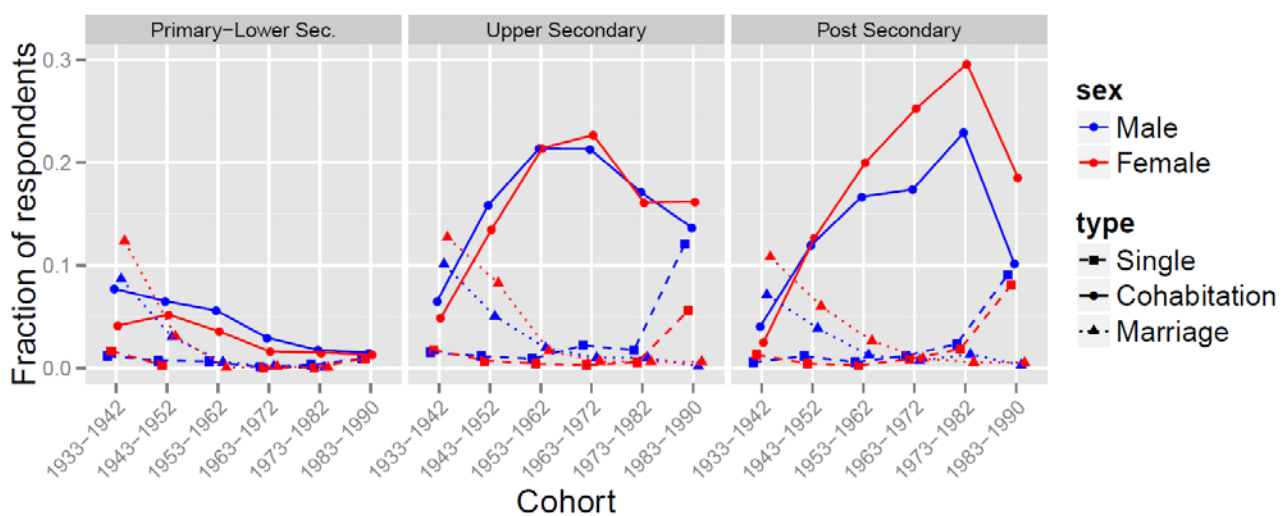 Primary−Lower Sec.
Upper Secondary
Post Secondary
Fraction of respondents
0.3
0.2
0.1
0.0
1933−1942
1943−1952
1953−1962
1963−1972
1973−1982
1983−1990
1933−1942
1943−1952
1953−1962
1963−1972
1973−1982
1983−1990
1933−1942
1943−1952
1953−1962
1963−1972
1973−1982
1983−1990
Cohort
sex
Male
Female
type
Single
Cohabitation
Marriage